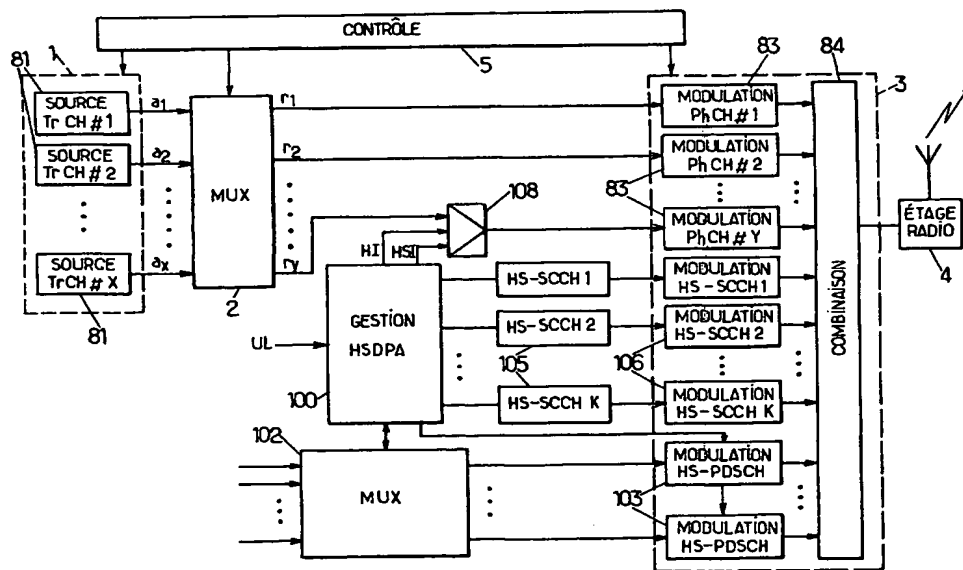 CONTRÔLE
5
1
81
SOURCE
TrCH#1
a1
SOURCE
TrCH#2
a2
SOURCE
TrCH#X
ax
81
MUX
2
r1
r2
ry
83
84
3
MODULATION
PhCH#1
MODULATION
PhCH#2
83
MODULATION
PhCH#Y
108
HI
HSI
UL
GESTION
HSDPA
100
HS-SCCH 1
HS-SCCH 2
105
HS-SCCH K
MODULATION
HS-SCCH1
MODULATION
HS-SCCH 2
106
MODULATION
HS-SCCH K
102
MUX
MODULATION
HS-PDSCH
103
MODULATION
HS-PDSCH
COMBINAISON
ÉTAGE
RADIO
4